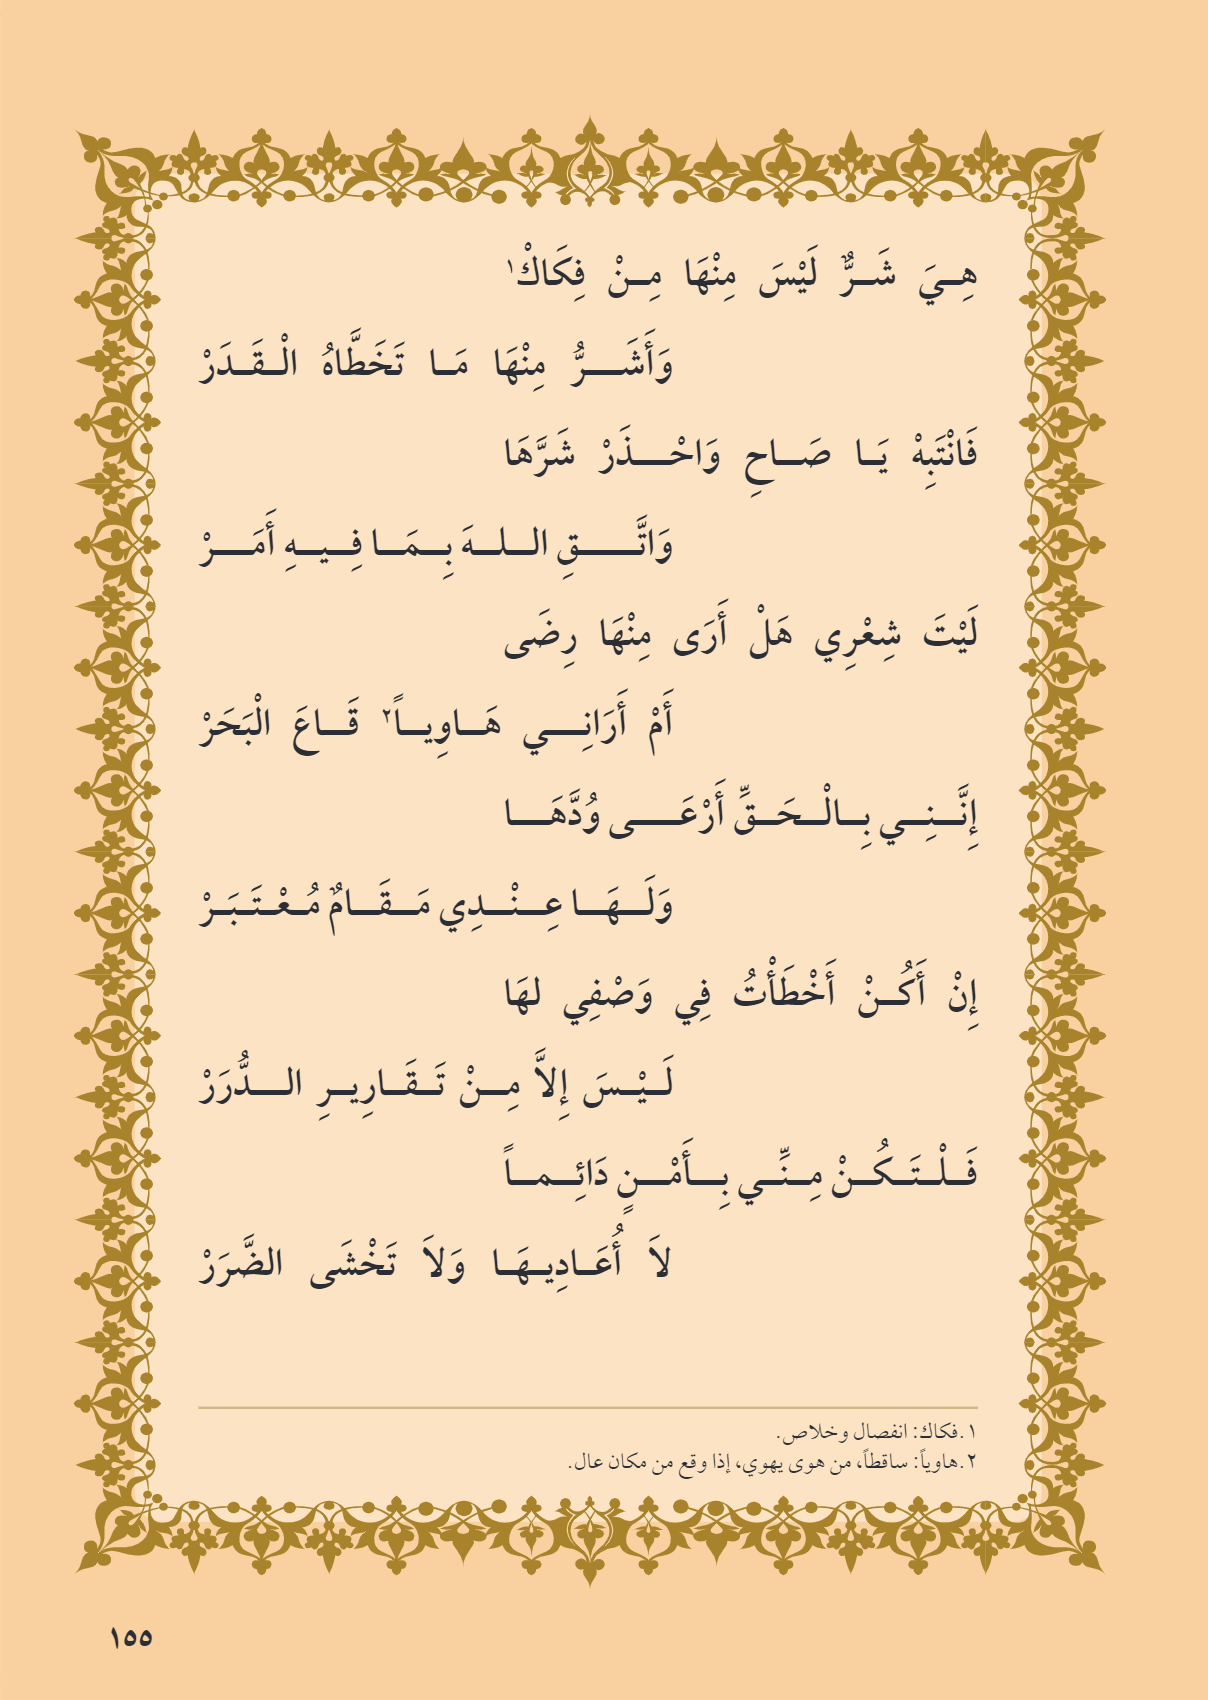 هِيَ شَرٌّ لَيْسَ مِنْهَا مِنْ فِكَاكْ١
وَأَشَرُّ مِنْهَا مَا تَخَطَّاهُ الْقَدَرْ
فَانْتَبِهْ يَا صَاحِ وَاحْذَرْ شَرَّهَا
وَاتَّقِ اللهَ بِمَا فِيهِ أَمَرْ
لَيْتَ شِعْرِي هَلْ أَرَى مِنْهَا رِضَى
أَمْ أَرَانِي هَاوِياً٢ قَاعَ الْبَحَرْ
إِنَّنِي بِالْحَقِّ أَرْعَى وُدَّهَا
وَلَهَا عِنْدِي مَقَامٌ مُعْتَبَرْ
إِنْ أَكُنْ أَخْطَأْتُ فِي وَصْفِي لهَا
لَيْسَ إِلاَّ مِنْ تَقَارِيرِ الدُّرَرْ
فَلْتَكُنْ مِنِّي بِأَمْنٍ دَائِماً
لاَ أُعَادِيهَا وَلاَ تَخْشَى الضَّرَرْ
١.فكاك: انفصال وخلاص.
٢.هاوياً: ساقطاً، من هوى يهوي، إذا وقع من مكان عال.
١٥٥